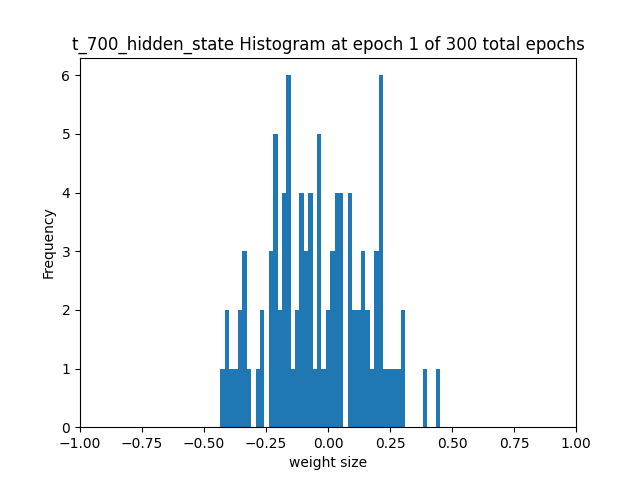 t_700_hidden_state Histogram at epoch 1 of 300 total epochs
Frequency
6
5
4
3
2
1
0
−1.00 −0.75 −0.50 −0.25 0.00 0.25 0.50 0.75 1.00
weight size